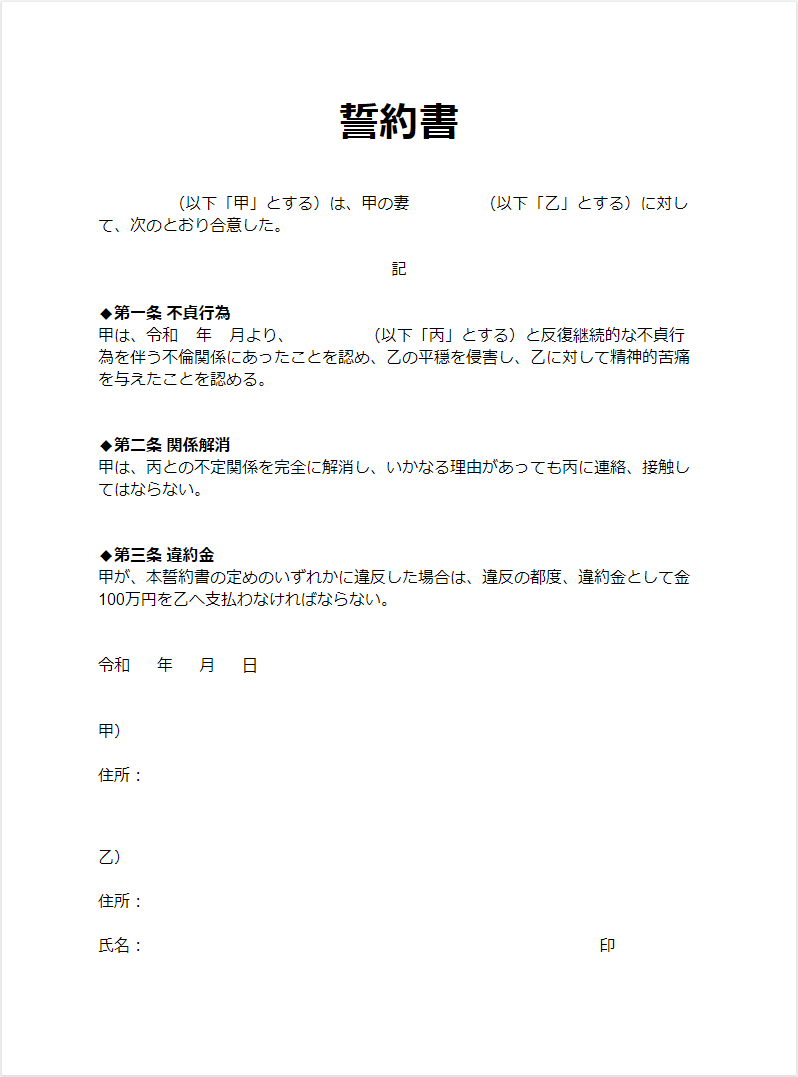 誓約書
（以下「甲」とする）は、甲の妻　　　　　（以下「乙」とする）に対し
て、次のとおり合意した。
記
◆第一条 不貞行為
甲は、令和　年　月より、　　　　　（以下「丙」とする）と反復継続的な不貞行
為を伴う不倫関係にあったことを認め、乙の平穏を侵害し、乙に対して精神的苦痛
を与えたことを認める。
◆第二条 関係解消
甲は、丙との不定関係を完全に解消し、いかなる理由があっても丙に連絡、接触し
てはならない。
◆第三条 違約金
甲が、本誓約書の定めのいずれかに違反した場合は、違反の都度、違約金として金
100万円を乙へ支払わなければならない。
令和　年　月　日
甲）
住所：
乙）
住所：
氏名：　　　　　印